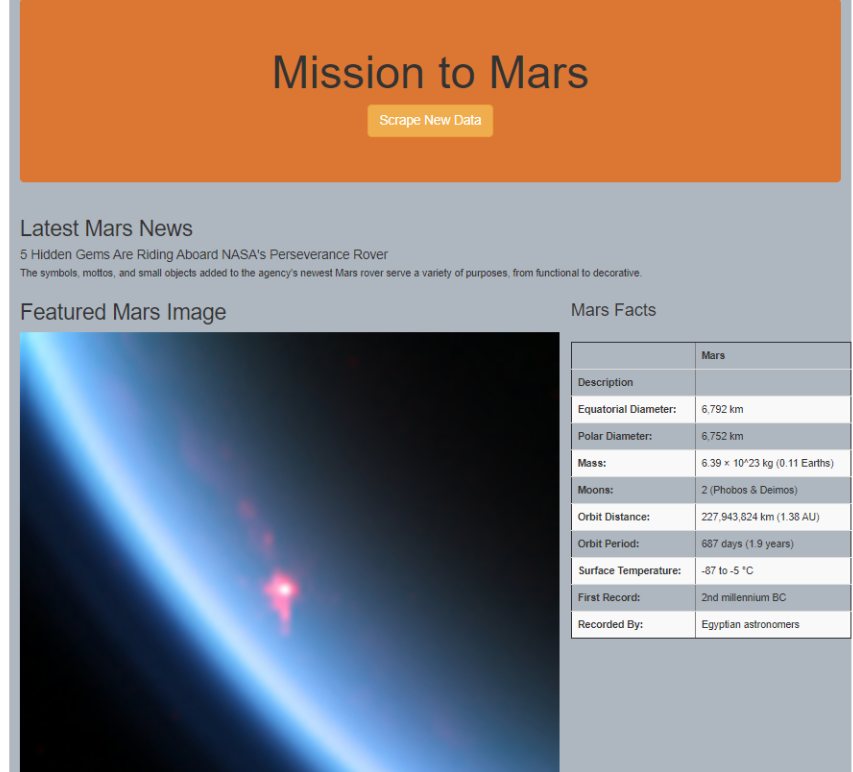 Mission to Mars
Scrape New Data
Latest Mars News
5 Hidden Gems Are Riding Aboard NASA's Perseverance Rover
The symbols, mottos, and small objects added to the agency's newest Mars rover serve a variety of purposes, from functional to decorative.
Featured Mars Image
Mars Facts
Mars
Description
Equatorial Diameter: 6,792 km
Polar Diameter: 6,752 km
Mass: 6.39 × 10^23 kg (0.11 Earths)
Moons: 2 (Phobos & Deimos)
Orbit Distance: 227,943,824 km (1.38 AU)
Orbit Period: 687 days (1.9 years)
Surface Temperature: -87 to -5 °C
First Record: 2nd millennium BC
Recorded By: Egyptian astronomers